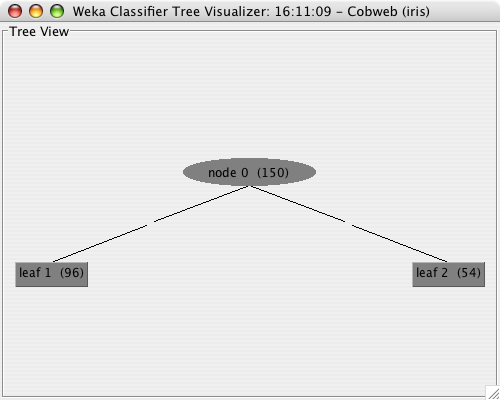 Weka Classifier Tree Visualizer: 16:11:09 – Cobweb (iris)
Tree View
node 0 (150)
leaf 1 (96)
leaf 2 (54)